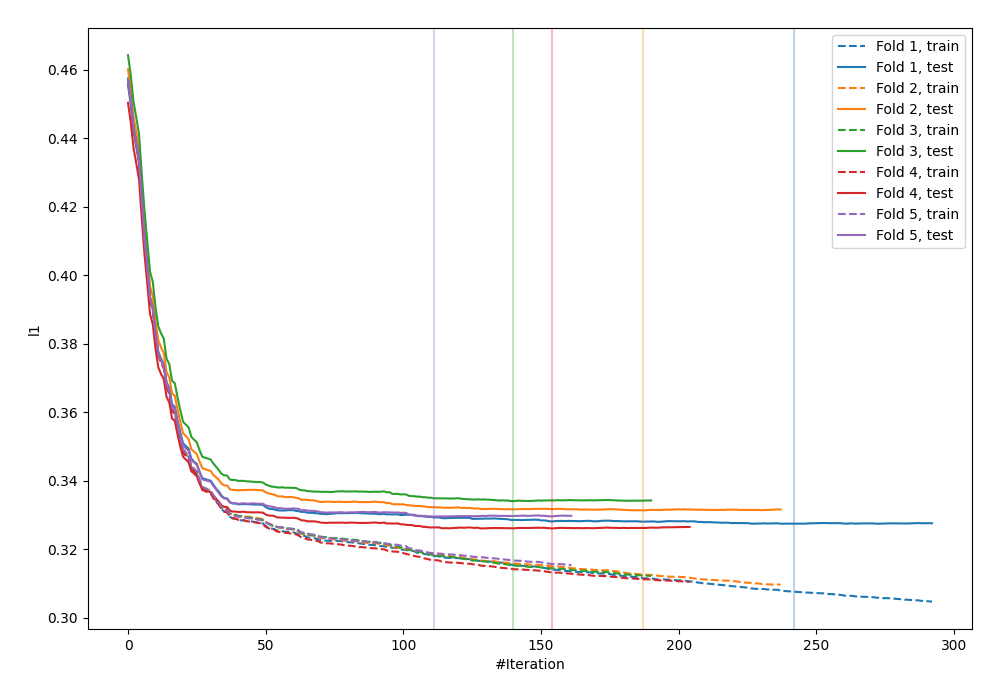 0.46
0.44
0.42
0.40
0.38
0.36
0.34
0.32
0.30
l1
0
50
100
150
200
250
300
#Iteration
Fold 1, train
Fold 1, test
Fold 2, train
Fold 2, test
Fold 3, train
Fold 3, test
Fold 4, train
Fold 4, test
Fold 5, train
Fold 5, test